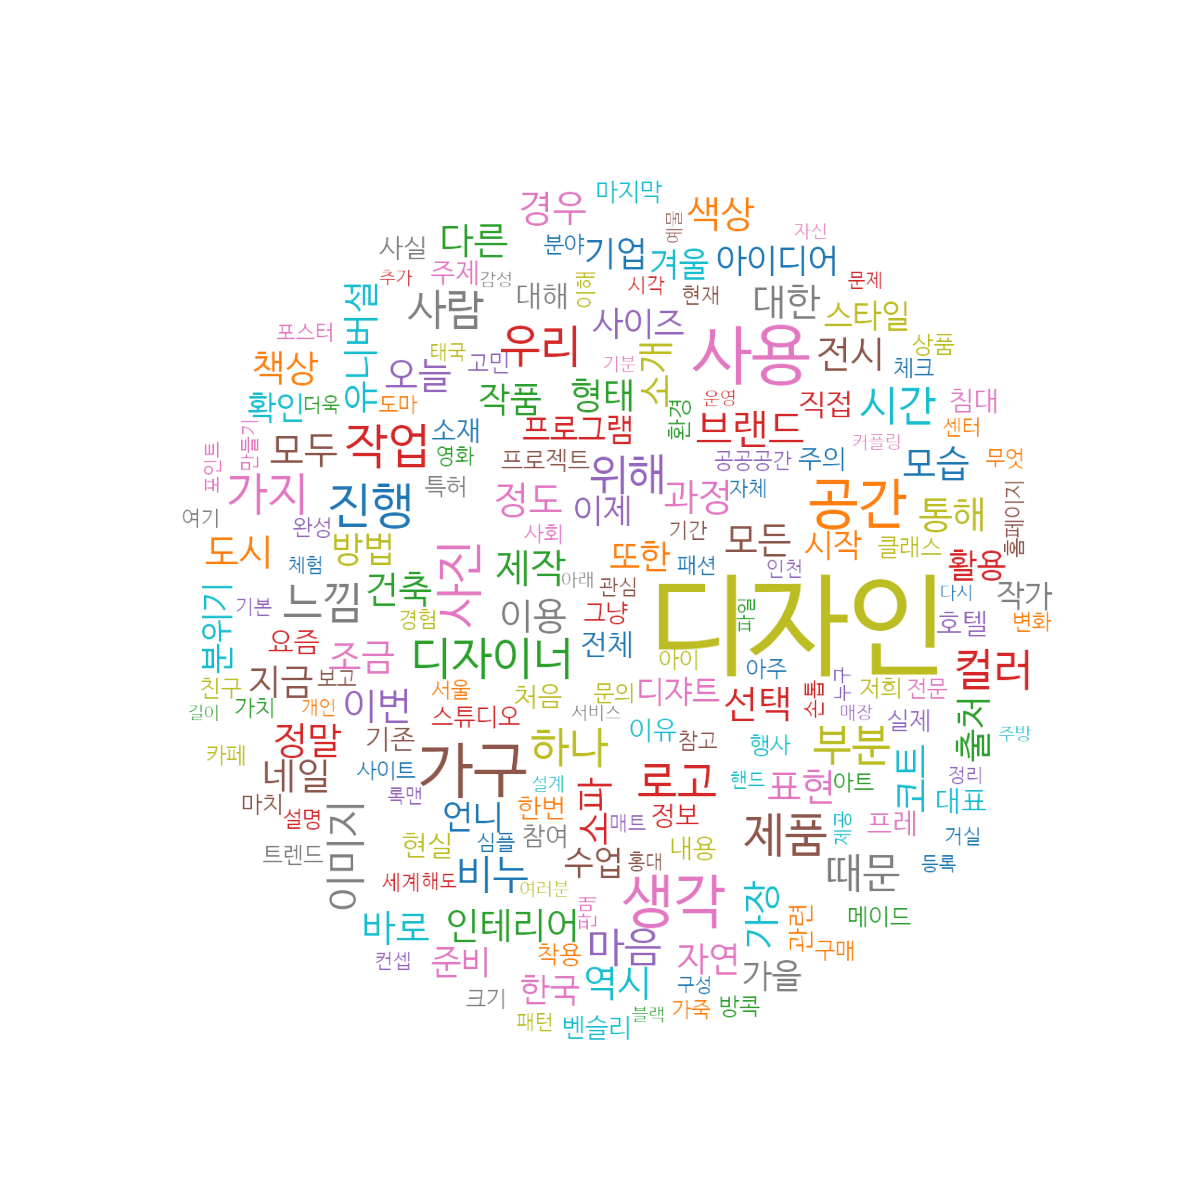 마지막
경우
색상
예물
자신
다른
사실
분야
기업
겨울
아이디어
추가
주제
감성
대해
이해
시각
현재
대한
문제
유니버설
사람
사이즈
스타일
포스터
우리
사용
전시
상품
책상
오늘
태국
고민
기분
소개
체크
확인
더욱
도마
작품
형태
환경
운영
직접
시간
침대
센터
만들기
모두
작업
소재
영화
프로그램
브랜드
커플링
포인트
프로젝트
위해
공공공간
주의
모습
무엇
가지
진행
특허
정도
이제
과정
자체
공간
통해
홈페이지
여기
완성
사회
기간
도시
방법
또한
모든
시작
클래스
활용
체험
사진
제작
아래
관심
패션
인천
분위기
기본
느낌
건축
경험
이용
그냥
디자인
파일
다시
호텔
작가
변화
요즘
조금
디자이너
전체
아이
아주
컬러
친구
지금
보고
서울
처음
문의
디쟈트
선택
손톱
누구
저희
전문
길이
가치
개인
이번
스튜디오
서비스
매장
실제
출처
카페
정말
기존
하나
이유
참고
행사
부분
주방
네일
사이트
가구
설계
로고
핸드
표현
아트
코트
정리
마치
설명
록맨
언니
한번
소파
매트
정보
제공
프레
대표
트렌드
이미지
현실
심플
참여
수업
홍대
내용
제품
거실
세계해도
비누
여러분
생각
때문
등록
바로
인테리어
판매
마음
가장
관련
메이드
컨셉
준비
착용
자연
구매
크기
한국
역시
구성
가을
패턴
벤슬리
블랙
가죽
방콕